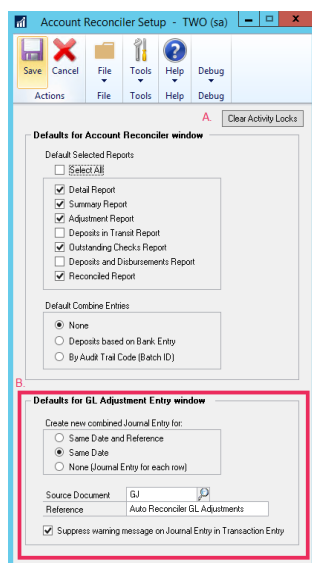 Account Reconciler Setup - TWO (sa)
Save Cancel File Tools Help Debug
Actions File Tools Help Debug
A. Clear Activity Locks
Defaults for Account Reconciler window
Default Selected Reports
Select All
Detail Report
Summary Report
Adjustment Report
Deposits in Transit Report
Outstanding Checks Report
Deposits and Disbursements Report
Reconciled Report
Default Combine Entries
None
Deposits based on Bank Entry
By Audit Trail Code (Batch ID)
B.
Defaults for GL Adjustment Entry window
Create new combined Journal Entry for:
Same Date and Reference
Same Date
None (Journal Entry for each row)
Source Document GJ
Reference Auto Reconciler GL Adjustments
Suppress warning message on Journal Entry in Transaction Entry